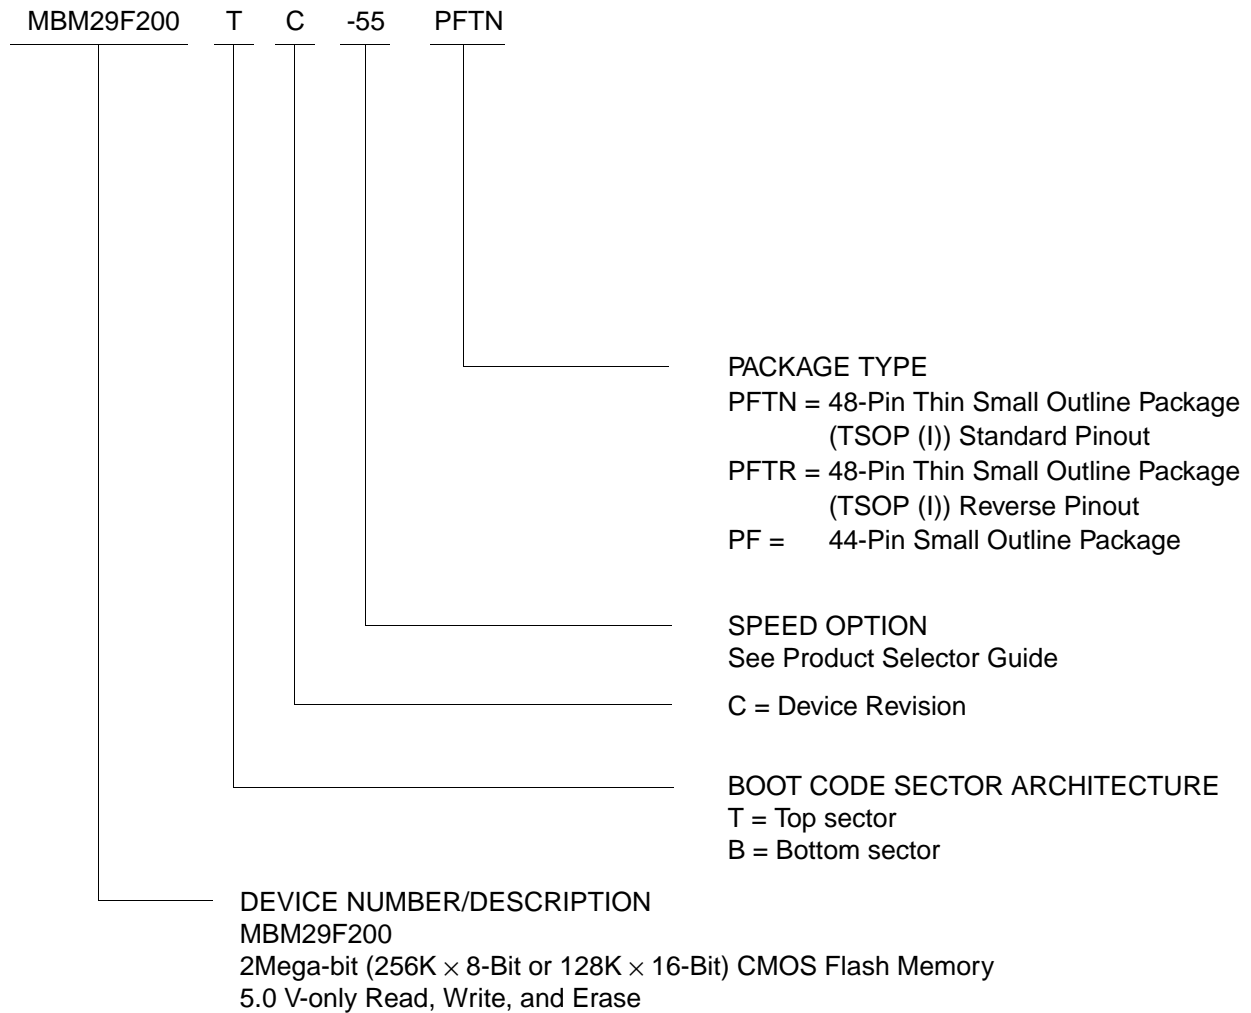 MBM29F200 T C -55 PFTN
PACKAGE TYPE
PFTN = 48-Pin Thin Small Outline Package
(TSOP (I)) Standard Pinout
PFTR = 48-Pin Thin Small Outline Package
(TSOP (I)) Reverse Pinout
PF = 44-Pin Small Outline Package
SPEED OPTION
See Product Selector Guide
C = Device Revision
BOOT CODE SECTOR ARCHITECTURE
T = Top sector
B = Bottom sector
DEVICE NUMBER/DESCRIPTION
MBM29F200
2Mega-bit (256K × 8-Bit or 128K × 16-Bit) CMOS Flash Memory
5.0 V-only Read, Write, and Erase